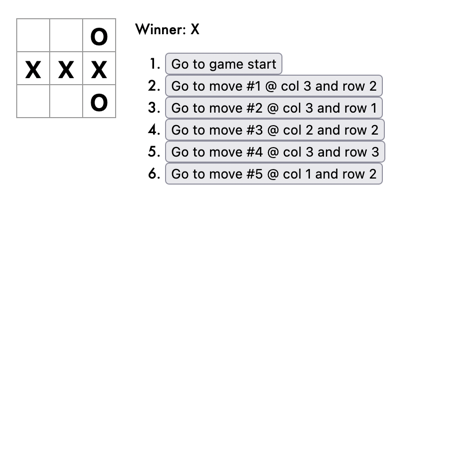 O
X X X
O
Winner: X
1. Go to game start
2. Go to move #1 @ col 3 and row 2
3. Go to move #2 @ col 3 and row 1
4. Go to move #3 @ col 2 and row 2
5. Go to move #4 @ col 3 and row 3
6. Go to move #5 @ col 1 and row 2